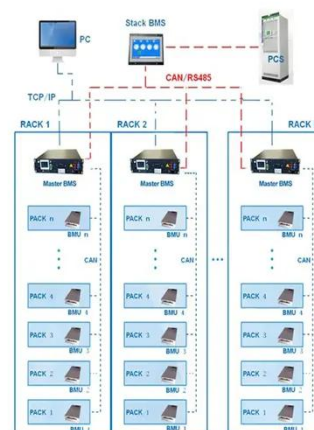 PC
Stack BMS
PCS
CAN/RS485
TCP/IP
RACK 1
RACK 2
RACK
Master BMS
Master BMS
Master BMS
PACK n
BMU n
PACK n
BMU n
PACK n
BMU n
CAN
CAN
CAN
PACK 4
BMU 4
PACK 4
BMU 4
PACK 4
BMU 4
PACK 3
BMU 3
PACK 3
BMU 3
PACK 3
BMU 3
PACK 2
BMU 2
PACK 2
BMU 2
PACK 2
BMU 2
PACK 1
BMU
PACK 1
BMU
PACK 1
BMU